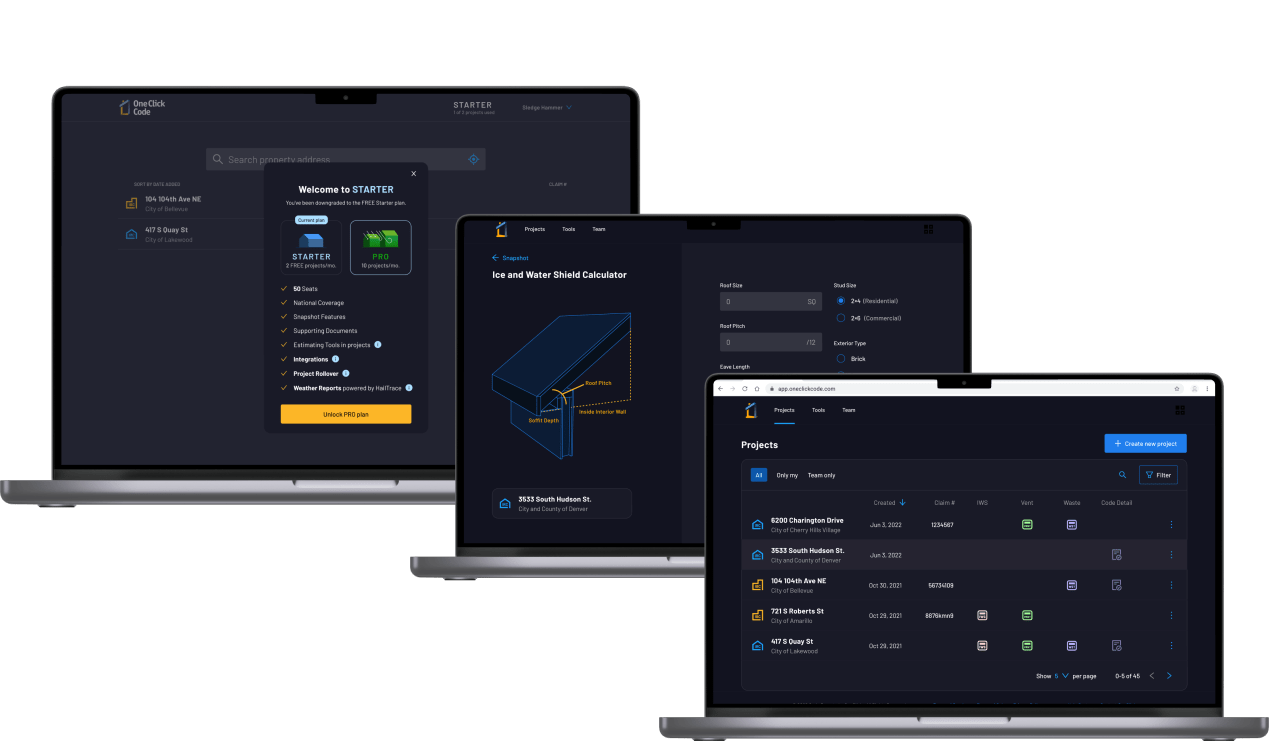 One Click
Code
STARTER
1 of 2 projects used
Sledge Hammer
Search property address
SORT BY DATE ADDED
CLAIM #
104 104th Ave NE
City of Bellevue
417 S Quay St
City of Lakewood
X
Welcome to STARTER
You've been downgraded to the FREE Starter plan.
Current plan
STARTER
2 FREE projects/mo.
PRO
10 projects/mo.
50 Seats
National Coverage
Snapshot Features
Supporting Documents
Estimating Tools in projects
Integrations
Project Rollover
Weather Reports powered by HailTrace
Unlock PRO plan
Projects
Tools
Team
Snapshot
Ice and Water Shield Calculator
Roof Pitch
Inside Interior Wall
Soffit Depth
3533 South Hudson St.
City and County of Denver
Roof Size
0
SQ
Roof Pitch
0
/12
Eave Length
Stud Size
2×4 (Residential)
2×6 (Commercial)
Exterior Type
Brick
app.oneclickcode.com
Projects
Tools
Team
Projects
+ Create new project
All
Only my
Team only
Filter
Created
Claim #
IWS
Vent
Waste
Code Detail
6200 Charington Drive
City of Cherry Hills Village
Jun 3, 2022
1234567
3533 South Hudson St.
City and County of Denver
Jun 3, 2022
104 104th Ave NE
City of Bellevue
Oct 30, 2021
56734109
721 S Roberts St
City of Amarillo
Oct 29, 2021
8876kmn9
417 S Quay St
City of Lakewood
Oct 29, 2021
Show 5 per page
0-5 of 45